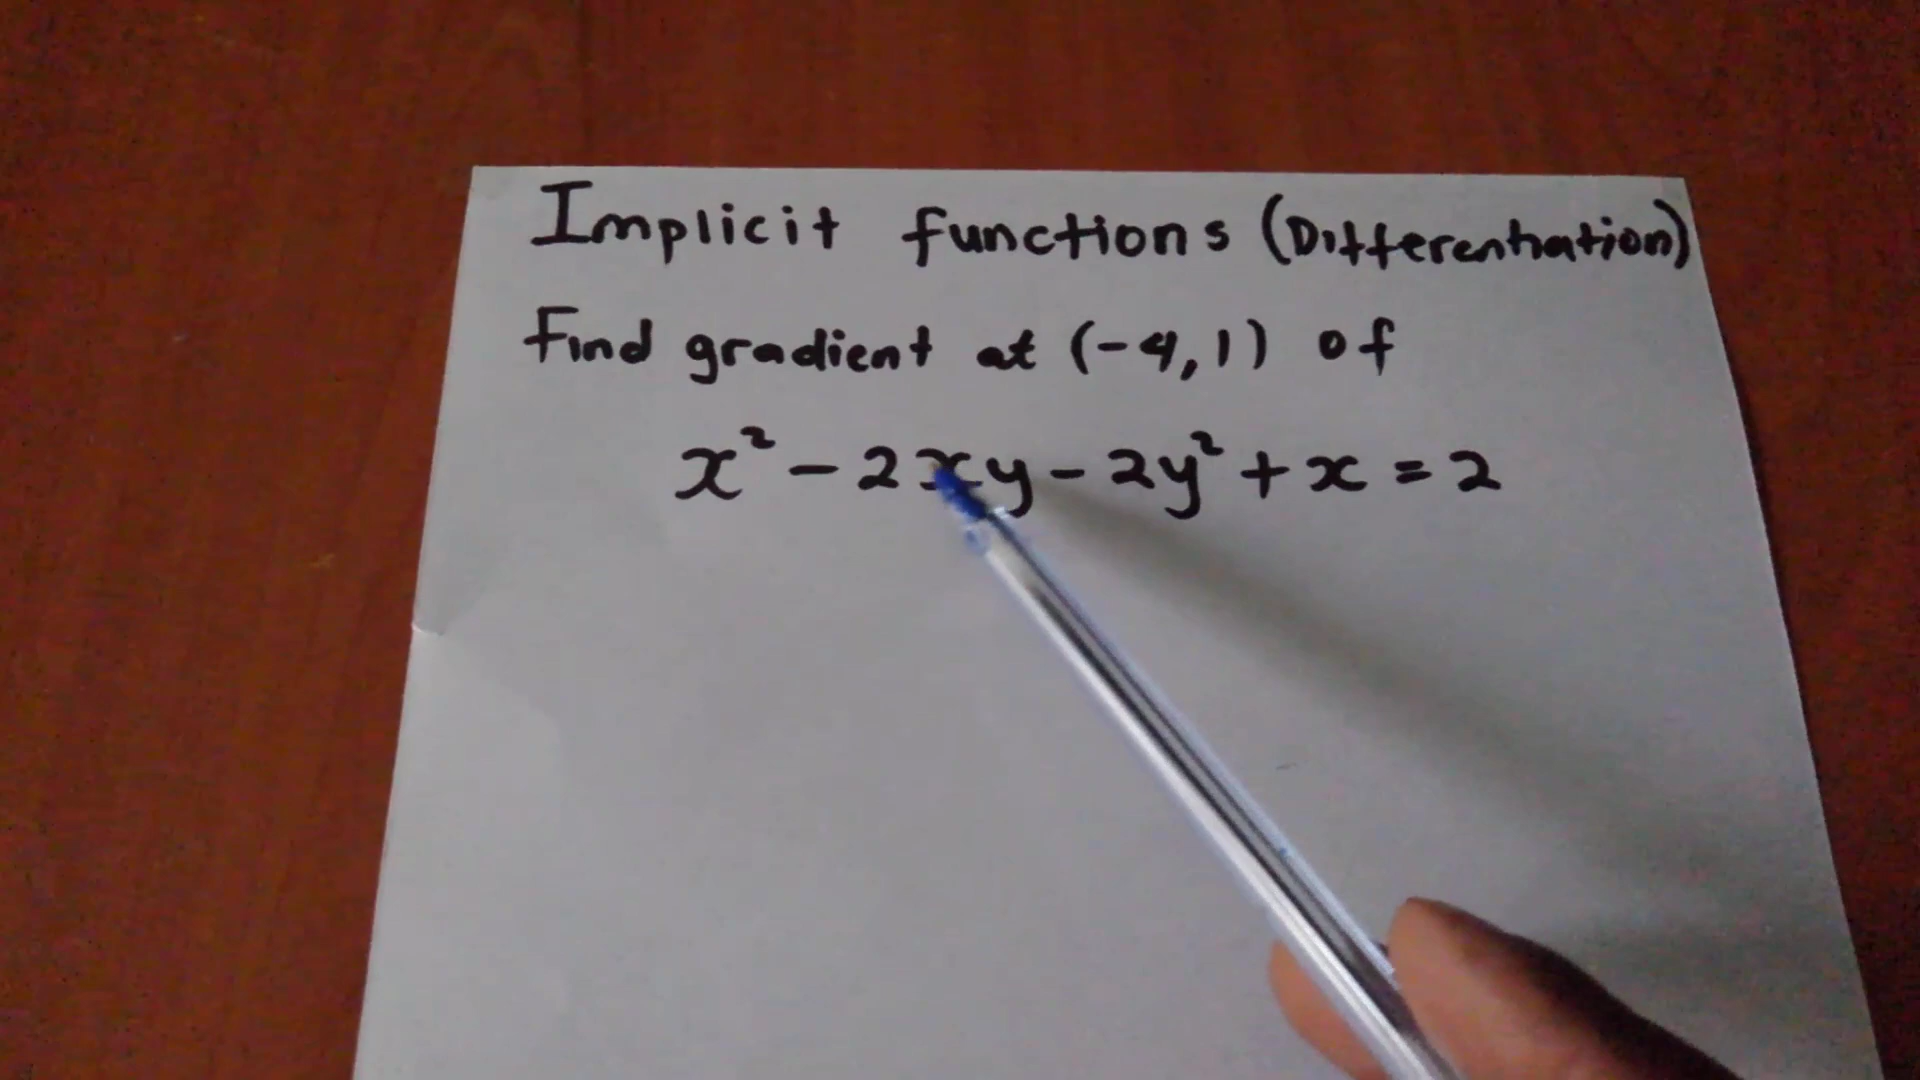 Implicit functions (Differentiation)
Find gradient at (-4,1) of
x² - 2xy - 2y² + x = 2